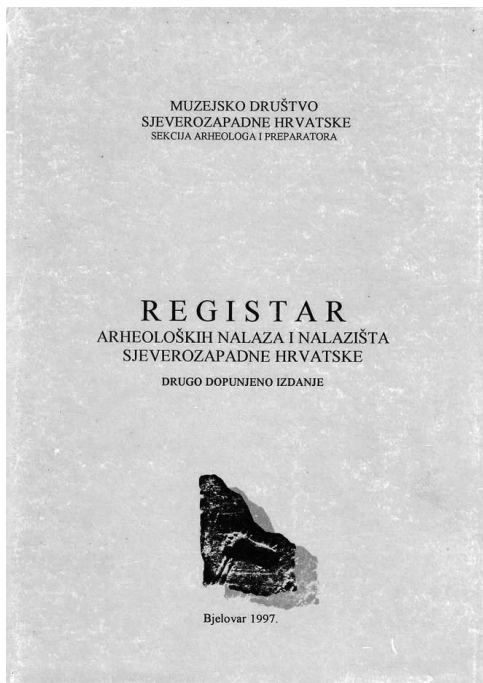 MUZEJSKO DRUŠTVO
SJEVEROZAPADNE HRVATSKE
SEKCIJA ARHEOLOGA I PREPARATORA
REGISTAR
ARHEOLOŠKIH NALAZA I NALAZIŠTA
SJEVEROZAPADNE HRVATSKE
DRUGO DOPUNJENO IZDANJE
Bjelovar 1997.